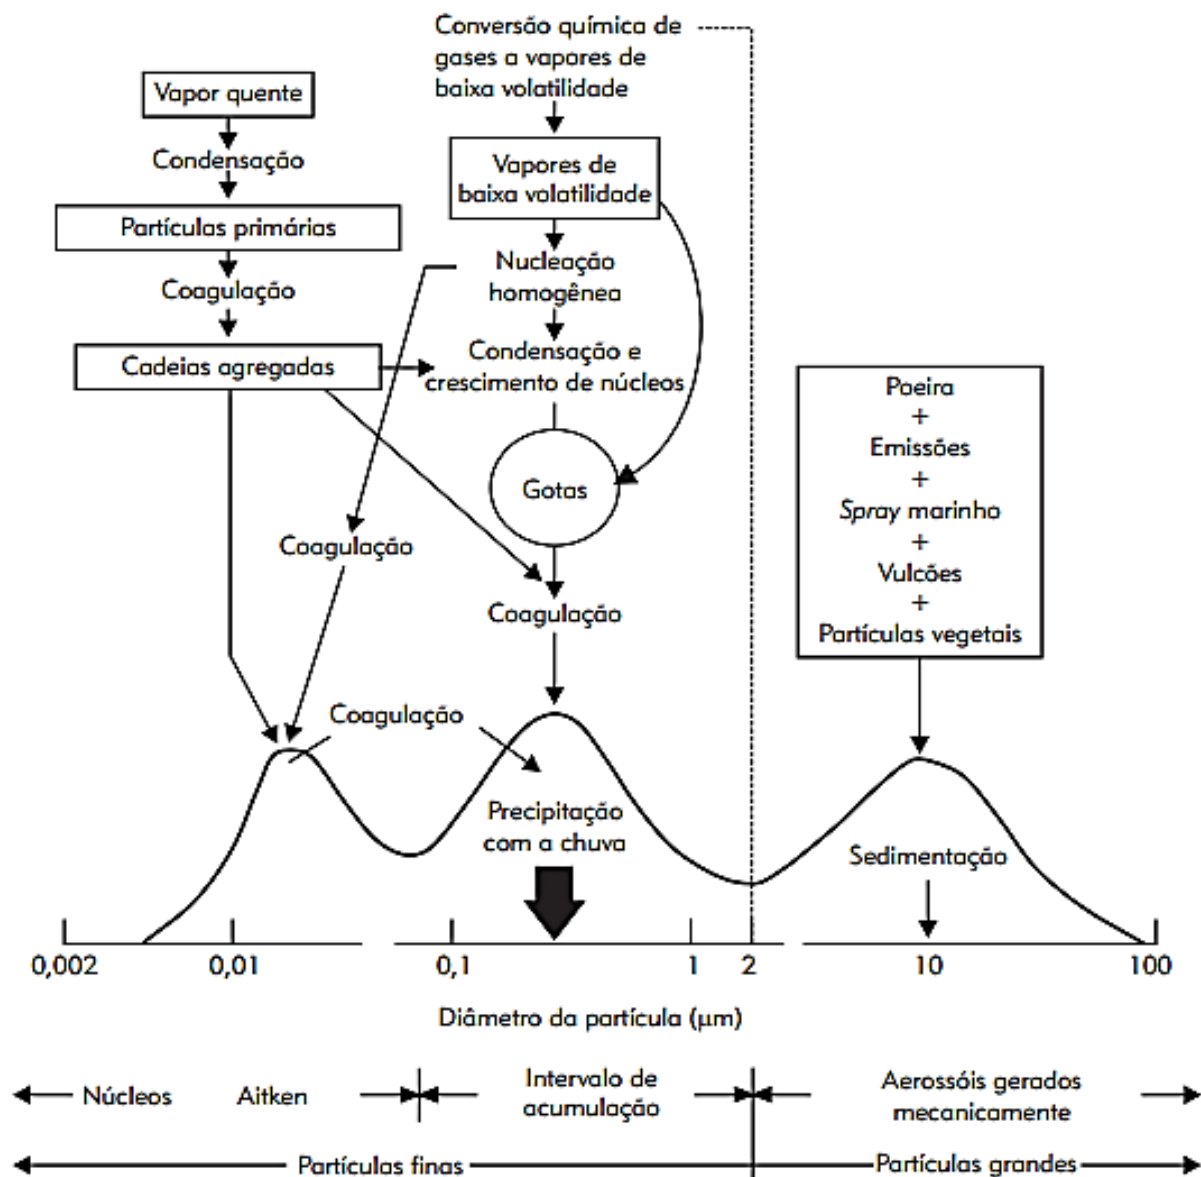 Conversão química de
gases a vapores de
baixa volatilidade
Vapor quente
Condensação
Partículas primárias
Coagulação
Cadeias agregadas
Vapores de
baixa volatilidade
Nucleação
homogênea
Condensação e
crescimento de núcleos
Gotas
Coagulação
Coagulação
Coagulação
Poeira
+
Emissões
+
Spray marinho
+
Vulcões
+
Partículas vegetais
Precipitação
com a chuva
Sedimentação
0,002 0,01 0,1 1 2 10 100
Diâmetro da partícula (μm)
Núcleos Aitken
Intervalo de
acumulação
Aerossóis gerados
mecanicamente
Partículas finas
Partículas grandes